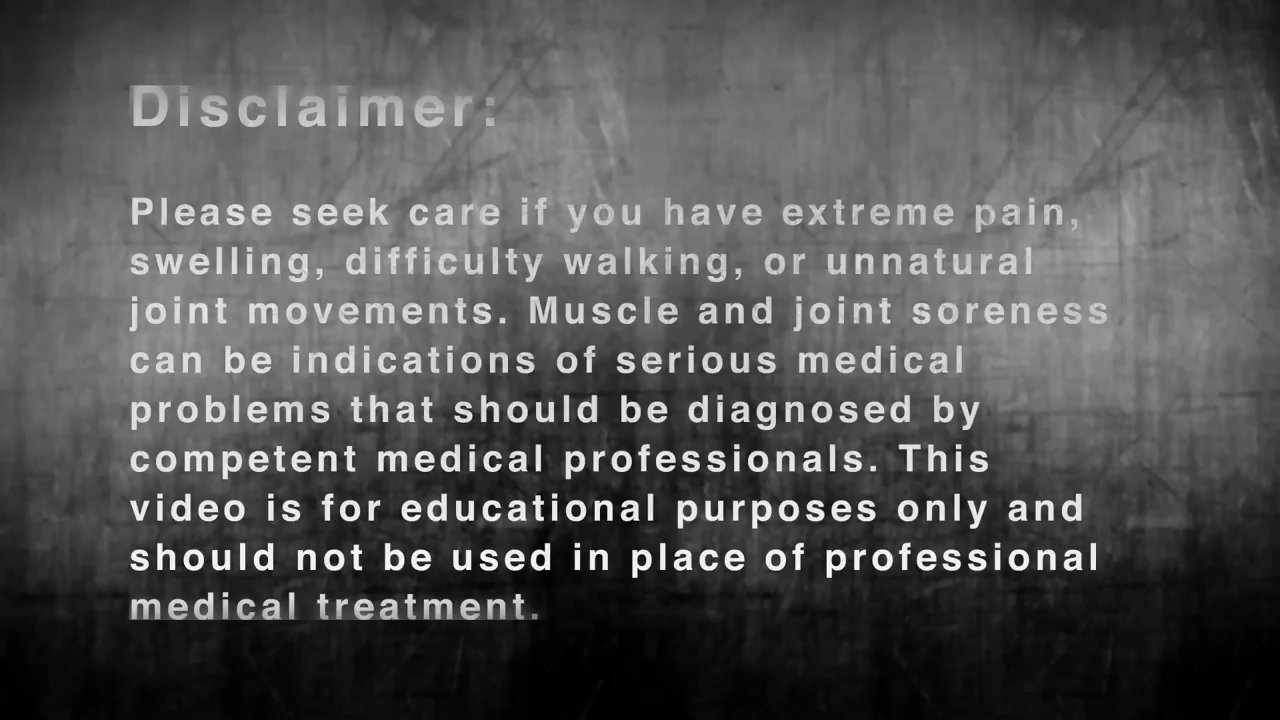 Disclaimer:
Please seek care if you have extreme pain,
swelling, difficulty walking, or unnatural
joint movements. Muscle and joint soreness
can be indications of serious medical
problems that should be diagnosed by
competent medical professionals. This
video is for educational purposes only and
should not be used in place of professional
medical treatment.